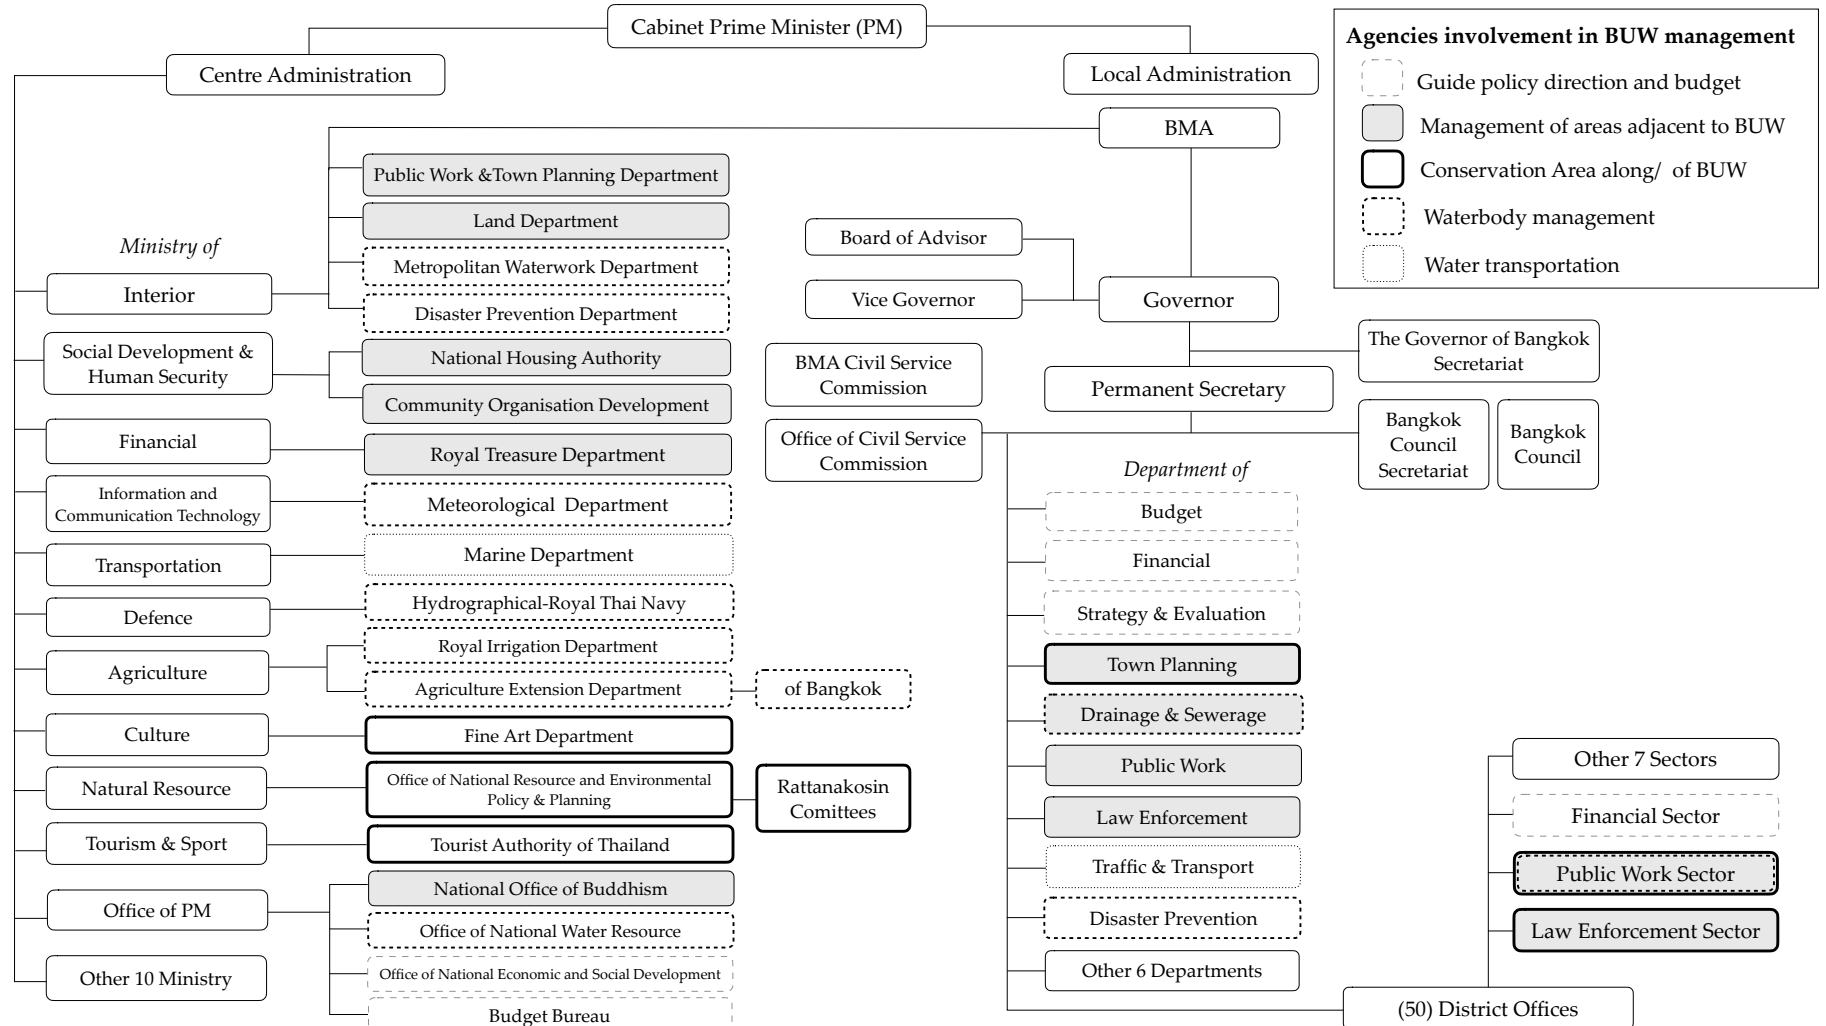 Cabinet Prime Minister (PM)
Centre Administration
Local Administration
BMA
Agencies involvement in BUW management
Guide policy direction and budget
Management of areas adjacent to BUW
Conservation Area along/ of BUW
Waterbody management
Water transportation
Ministry of
Interior
Public Work &Town Planning Department
Land Department
Metropolitan Waterwork Department
Disaster Prevention Department
Social Development &
Human Security
National Housing Authority
Community Organisation Development
Financial
Royal Treasure Department
Information and
Communication Technology
Meteorological Department
Transportation
Marine Department
Defence
Hydrographical-Royal Thai Navy
Agriculture
Royal Irrigation Department
Agriculture Extension Department
of Bangkok
Culture
Fine Art Department
Natural Resource
Office of National Resource and Environmental
Policy & Planning
Rattanakosin
Comittees
Tourism & Sport
Tourist Authority of Thailand
Office of PM
National Office of Buddhism
Office of National Water Resource
Office of National Economic and Social Development
Budget Bureau
Other 10 Ministry
Board of Advisor
Vice Governor
Governor
The Governor of Bangkok
Secretariat
BMA Civil Service
Commission
Permanent Secretary
Office of Civil Service
Commission
Bangkok
Council
Secretariat
Bangkok
Council
Department of
Budget
Financial
Strategy & Evaluation
Town Planning
Drainage & Sewerage
Public Work
Law Enforcement
Traffic & Transport
Disaster Prevention
Other 6 Departments
Other 7 Sectors
Financial Sector
Public Work Sector
Law Enforcement Sector
(50) District Offices